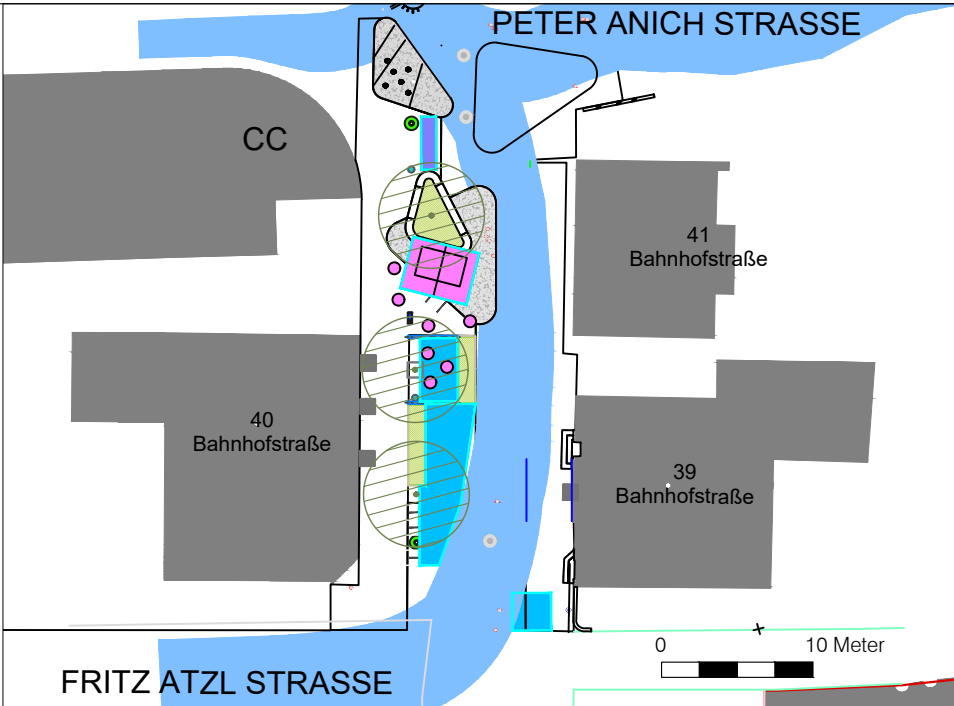 PETER ANICH STRASSE
CC
41
Bahnhofstraße
40
Bahnhofstraße
39
Bahnhofstraße
0 10 Meter
FRITZ ATZL STRASSE